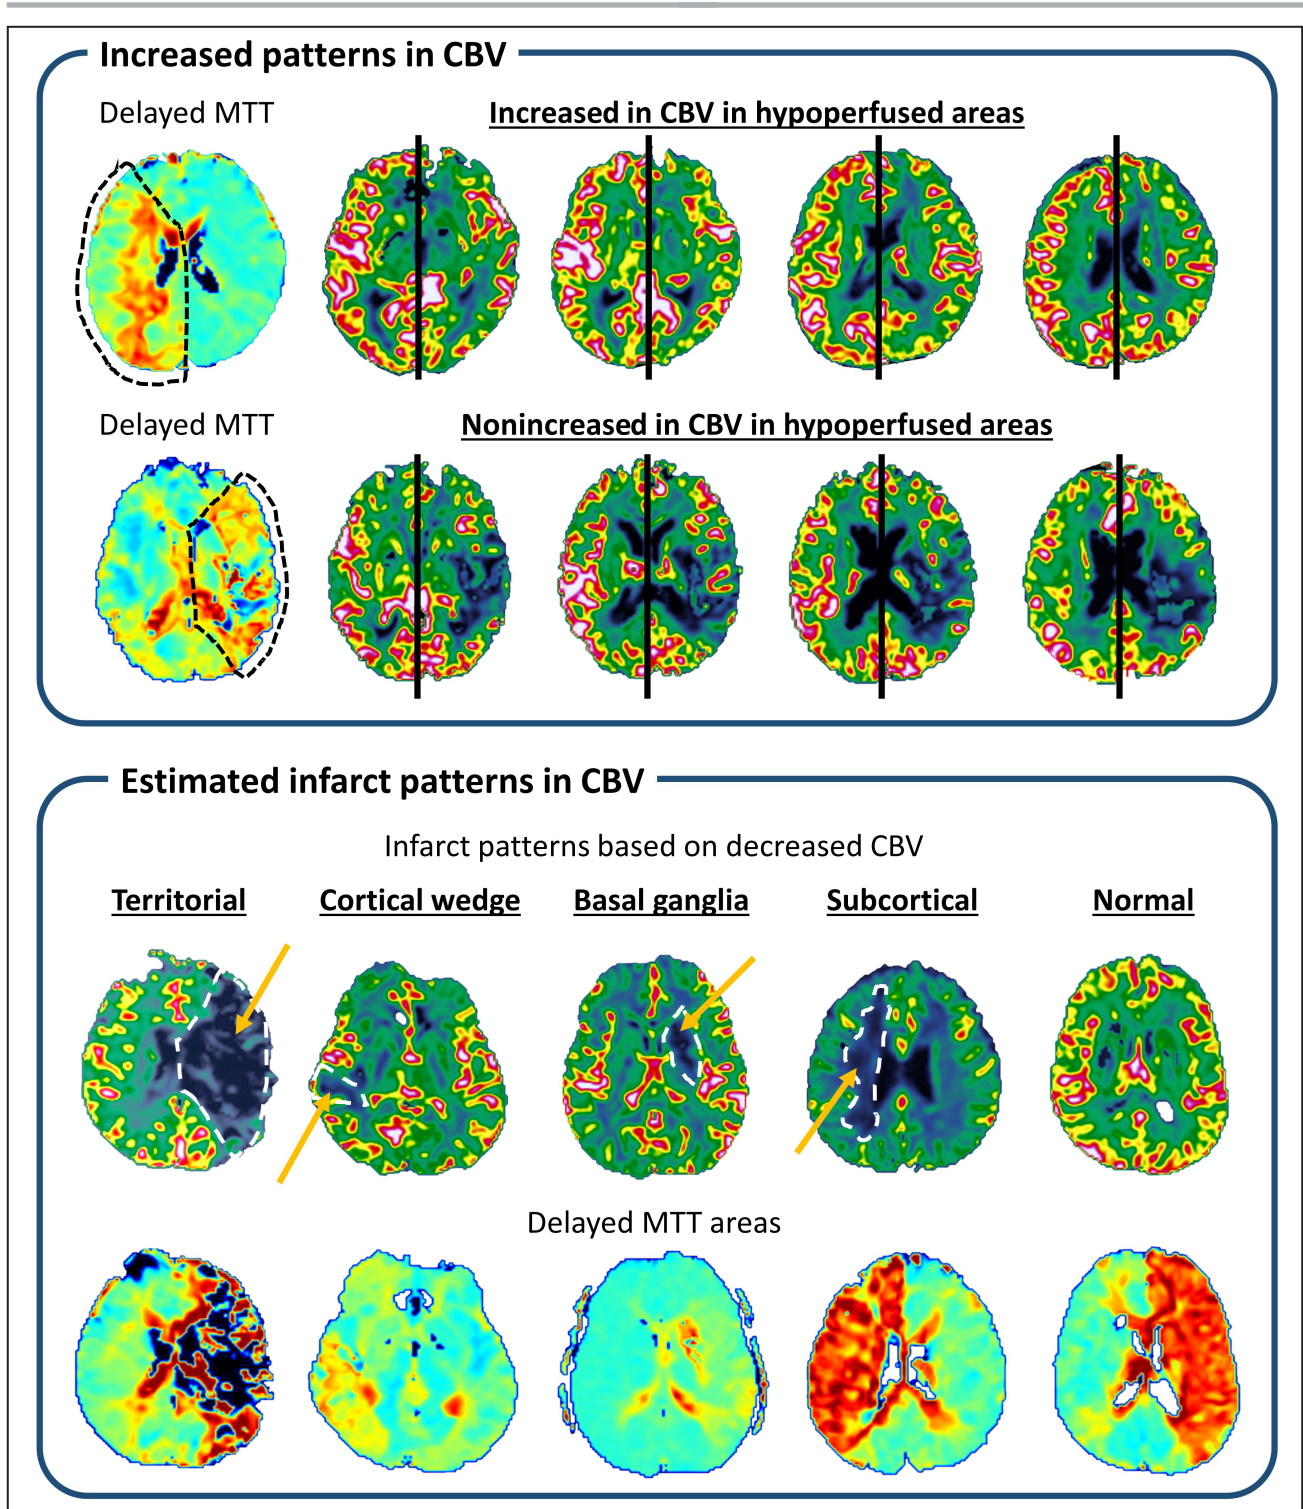 Increased patterns in CBV
Delayed MTT
Increased in CBV in hypoperfused areas
Delayed MTT
Nonincreased in CBV in hypoperfused areas
Estimated infarct patterns in CBV
Infarct patterns based on decreased CBV
Territorial
Cortical wedge
Basal ganglia
Subcortical
Normal
Delayed MTT areas